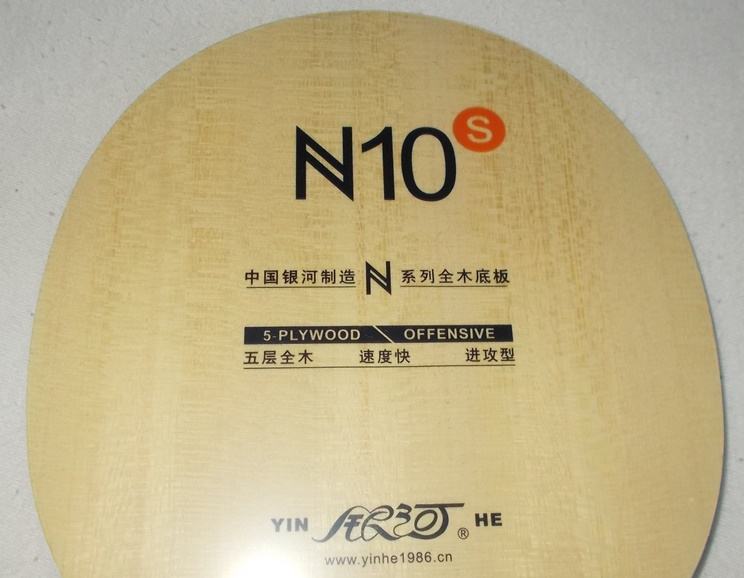 N10 S
中国银河制造 N 系列全木底板
5-PLYWOOD \ OFFENSIVE
五层全木 速度快 进攻型
YIN 银河® HE
www.yinhe1986.cn